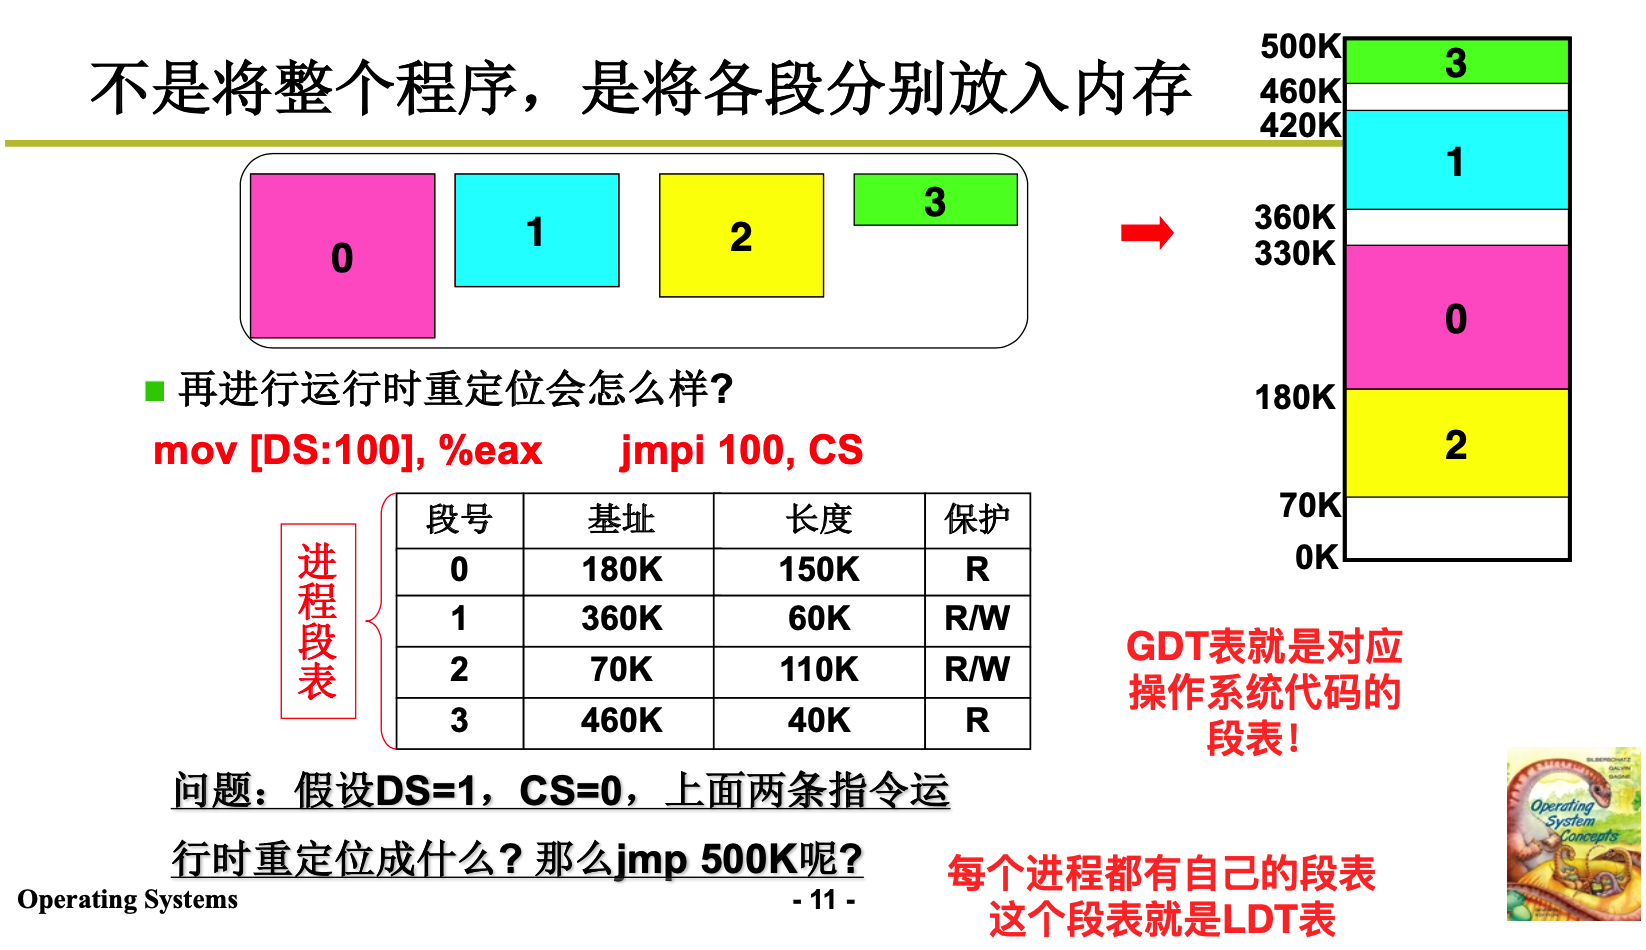 不是将整个程序，是将各段分别放入内存
0
1
2
3
500K
3
460K
420K
1
360K
330K
0
180K
2
70K
0K
再进行运行时重定位会怎么样?
mov [DS:100], %eax jmpi 100, CS
进程段表
段号 基址 长度 保护
0 180K 150K R
1 360K 60K R/W
2 70K 110K R/W
3 460K 40K R
GDT表就是对应
操作系统代码的
段表！
问题：假设DS=1，CS=0，上面两条指令运
行时重定位成什么? 那么jmp 500K呢?
每个进程都有自己的段表
这个段表就是LDT表
SILBERSCHATZ
GALVIN
GAGNE
Operating
System
Concepts
Operating Systems
- 11 -